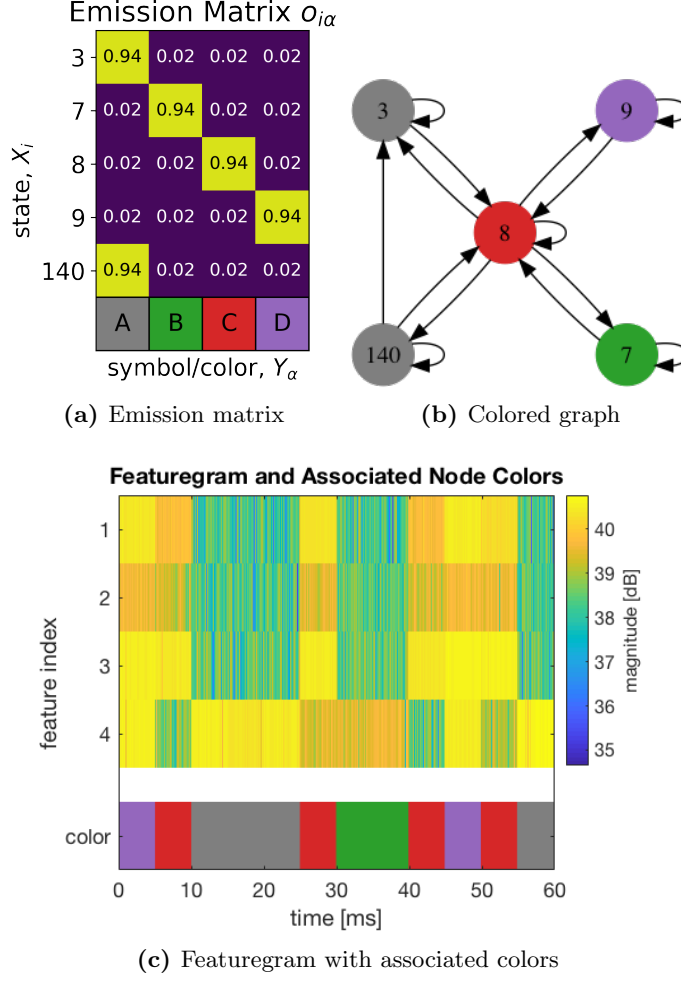 Emission Matrix o_{iα}
3 0.94 0.02 0.02 0.02
7 0.02 0.94 0.02 0.02
8 0.02 0.02 0.94 0.02
9 0.02 0.02 0.02 0.94
140 0.94 0.02 0.02 0.02
state, X_i
A B C D
symbol/color, Y_α
(a) Emission matrix
3
9
8
140
7
(b) Colored graph
Featuregram and Associated Node Colors
1
2
3
4
color
feature index
0 10 20 30 40 50 60
time [ms]
40
39
38
37
36
35
magnitude [dB]
(c) Featuregram with associated colors